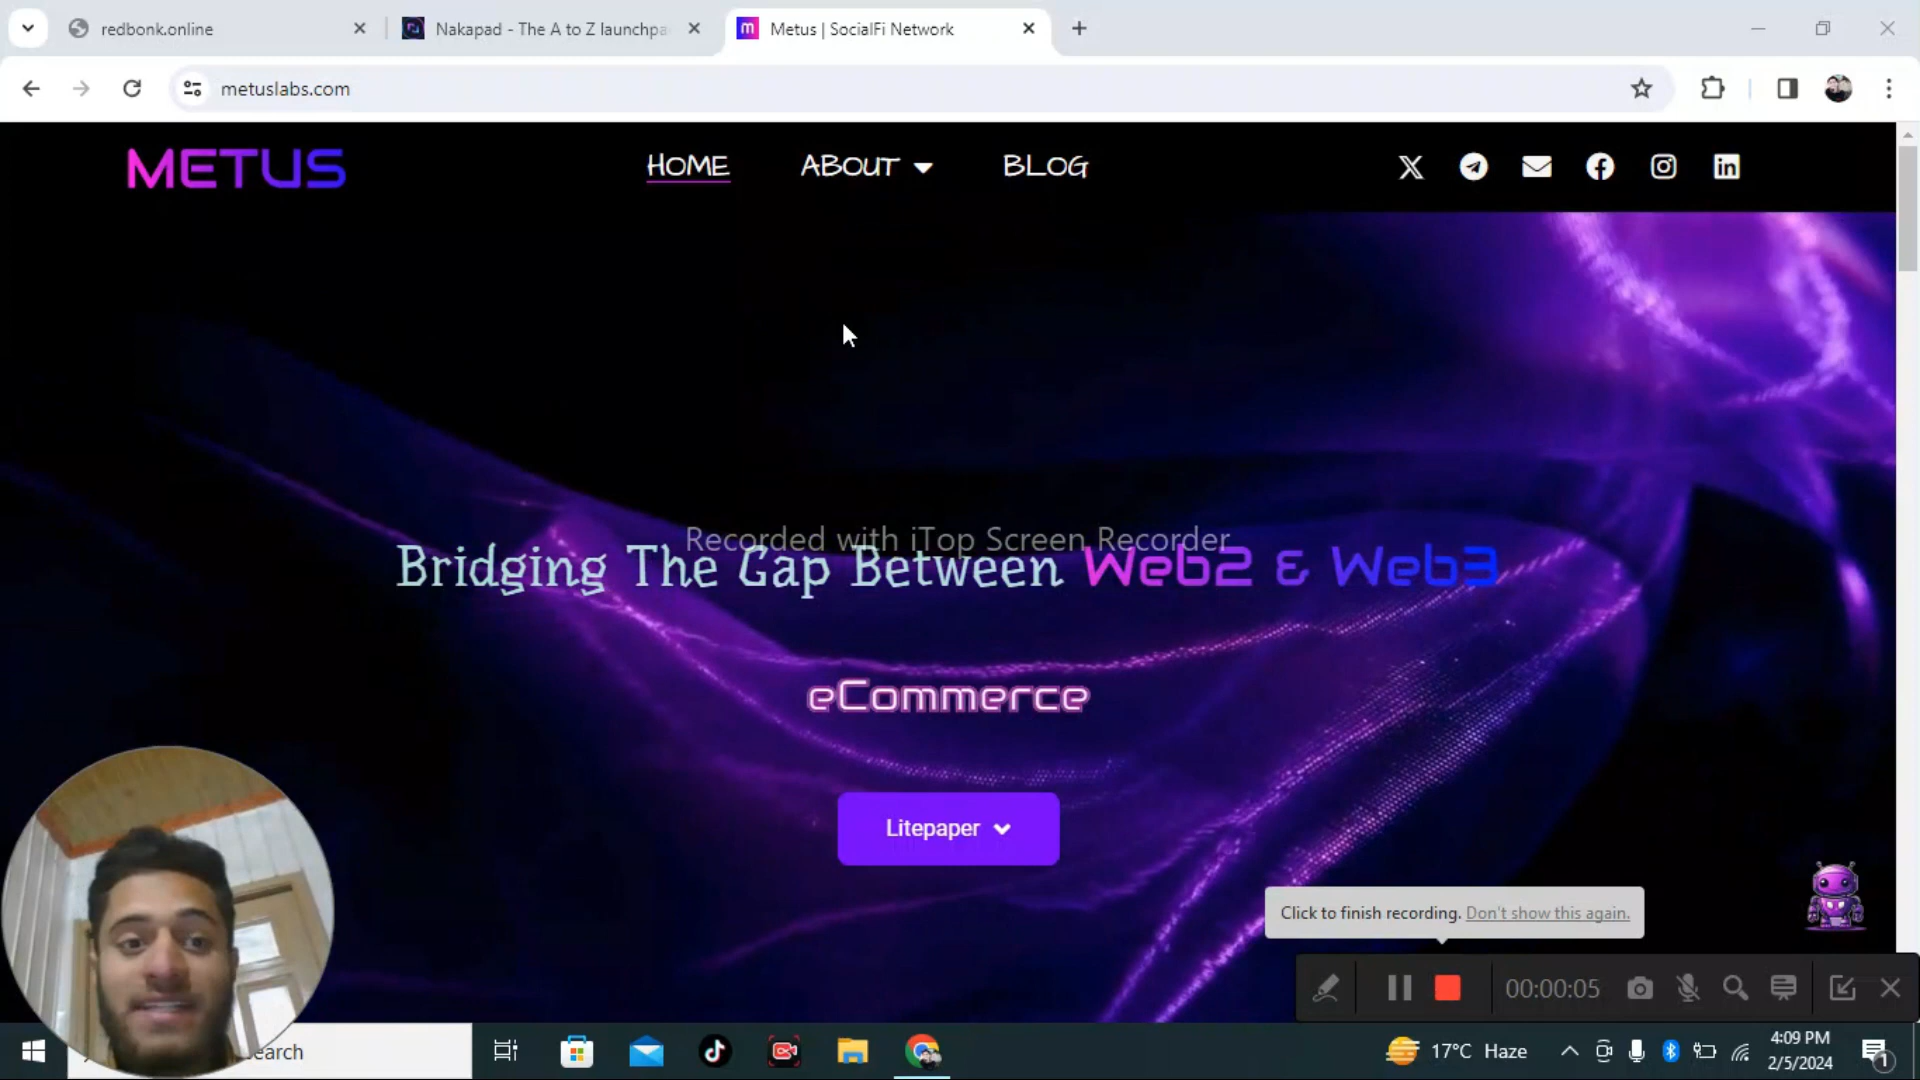 redbonk.online
Nakapad - The A to Z launchpa
Metus | SocialFi Network
metuslabs.com
METUS
HOME
ABOUT
BLOG
Recorded with iTop Screen Recorder
Bridging The Gap Between Web2 & Web3
eCommerce
Litepaper
Click to finish recording. Don't show this again.
00:00:05
earch
17°C Haze
4:09 PM
2/5/2024
1